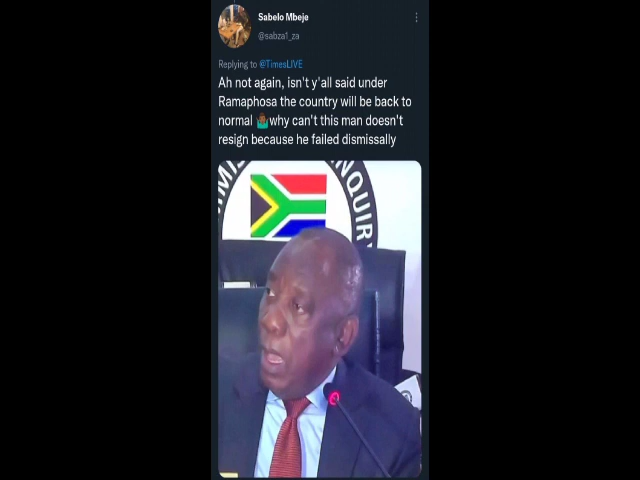 Sabelo Mbeje
@sabza1_za
Replying to @TimesLIVE
Ah not again, isn't y'all said under
Ramaphosa the country will be back to
normal 🤷🏾‍♂️why can't this man doesn't
resign because he failed dismissally
QUIRY